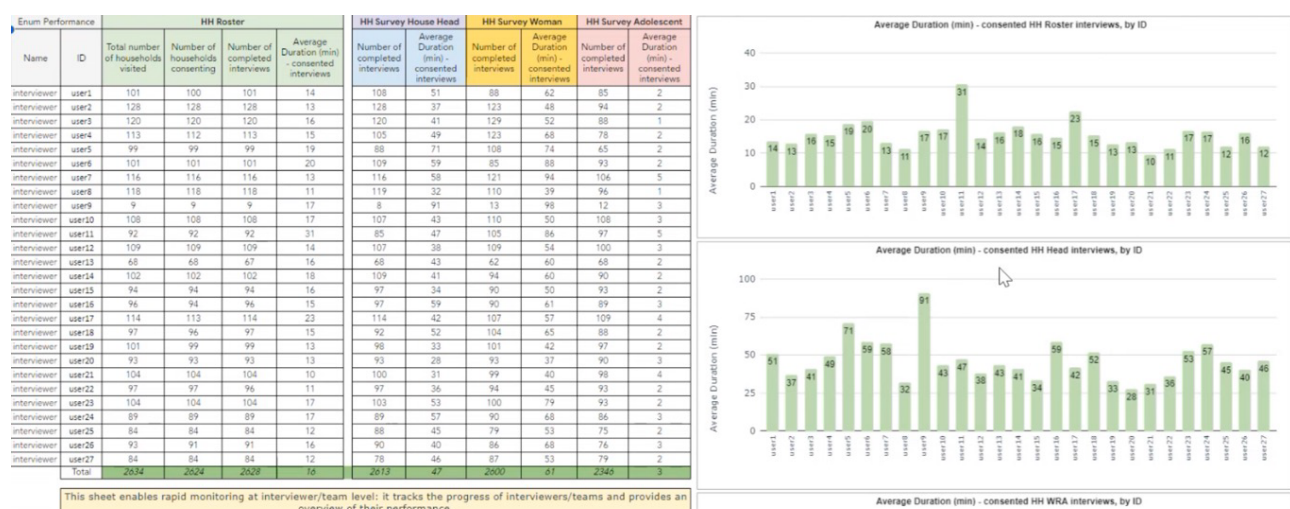 Enum Performance HH Roster HH Survey House Head HH Survey Woman HH Survey Adolescent
Name ID Total number of households visited Number of households consenting Number of completed interviews Average Duration (min) - consented interviews Number of completed interviews Average Duration (min) - consented interviews Number of completed interviews Average Duration (min) - consented interviews Number of completed interviews Average Duration (min) - consented interviews
interviewer user1 101 100 101 14 108 51 88 62 85 2
interviewer user2 128 128 128 13 128 37 123 48 94 2
interviewer user3 120 120 120 16 120 41 129 52 88 1
interviewer user4 113 112 113 15 105 49 123 68 78 2
interviewer user5 99 99 99 19 88 71 108 74 65 2
interviewer user6 101 101 101 20 109 59 85 88 93 2
interviewer user7 116 116 116 13 116 58 121 94 106 5
interviewer user8 118 118 118 11 119 32 110 39 96 1
interviewer user9 9 9 9 17 8 91 13 98 12 3
interviewer user10 108 108 108 17 107 43 110 50 108 3
interviewer user11 92 92 92 31 85 47 105 86 97 5
interviewer user12 109 109 109 14 107 38 109 54 100 3
interviewer user13 68 68 67 16 68 43 62 60 68 2
interviewer user14 102 102 102 18 109 41 94 60 90 2
interviewer user15 94 94 94 16 97 34 90 50 93 2
interviewer user16 96 94 96 15 97 59 90 61 89 3
interviewer user17 114 113 114 23 114 42 107 57 109 4
interviewer user18 97 96 97 15 92 52 104 65 88 2
interviewer user19 101 99 99 13 98 33 101 42 97 2
interviewer user20 93 93 93 13 93 28 93 37 90 3
interviewer user21 104 104 104 10 100 31 99 40 98 4
interviewer user22 97 97 96 11 97 36 94 45 93 2
interviewer user23 104 104 104 17 103 53 100 79 93 2
interviewer user24 89 89 89 17 89 57 90 68 86 3
interviewer user25 84 84 84 12 88 45 79 53 75 2
interviewer user26 93 91 91 16 90 40 86 68 76 3
interviewer user27 84 84 84 12 78 46 87 53 79 2
Total 2634 2624 2628 16 2613 47 2600 61 2346 3
This sheet enables rapid monitoring at interviewer/team level: it tracks the progress of interviewers/teams and provides an
overview of their performance
Average Duration (min) - consented HH Roster interviews, by ID
Average Duration (min)
40
30
20
10
0
14 13 16 15 19 20 13 11 17 17 31 14 16 18 16 15 23 15 13 13 10 11 17 17 12 16 12
user1 user2 user3 user4 user5 user6 user7 user8 user9 user10 user11 user12 user13 user14 user15 user16 user17 user18 user19 user20 user21 user22 user23 user24 user25 user26 user27
Average Duration (min) - consented HH Head interviews, by ID
Average Duration (min)
100
75
50
25
0
51 37 41 49 71 59 58 32 91 43 47 38 43 41 34 59 42 52 33 28 31 36 53 57 45 40 46
user1 user2 user3 user4 user5 user6 user7 user8 user9 user10 user11 user12 user13 user14 user15 user16 user17 user18 user19 user20 user21 user22 user23 user24 user25 user26 user27
Average Duration (min) - consented HH WRA interviews, by ID